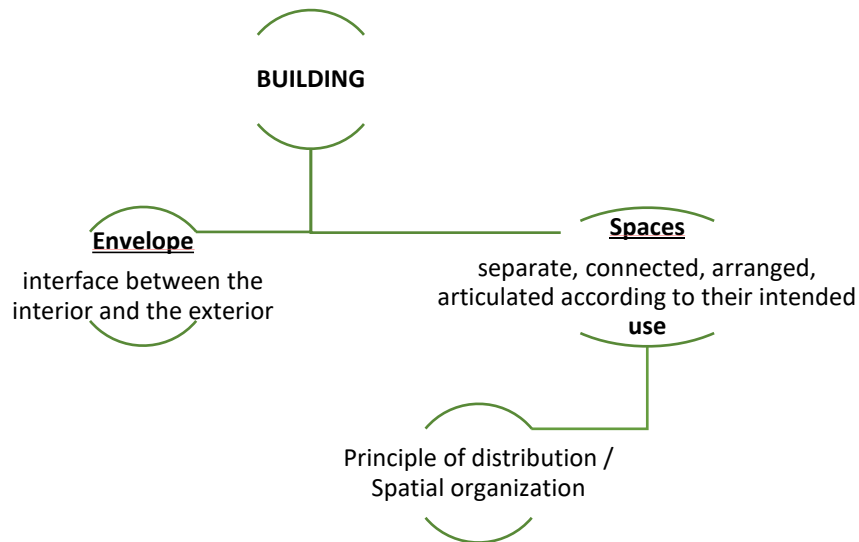 BUILDING
Envelope
interface between the
interior and the exterior
Spaces
separate, connected, arranged,
articulated according to their intended
use
Principle of distribution /
Spatial organization